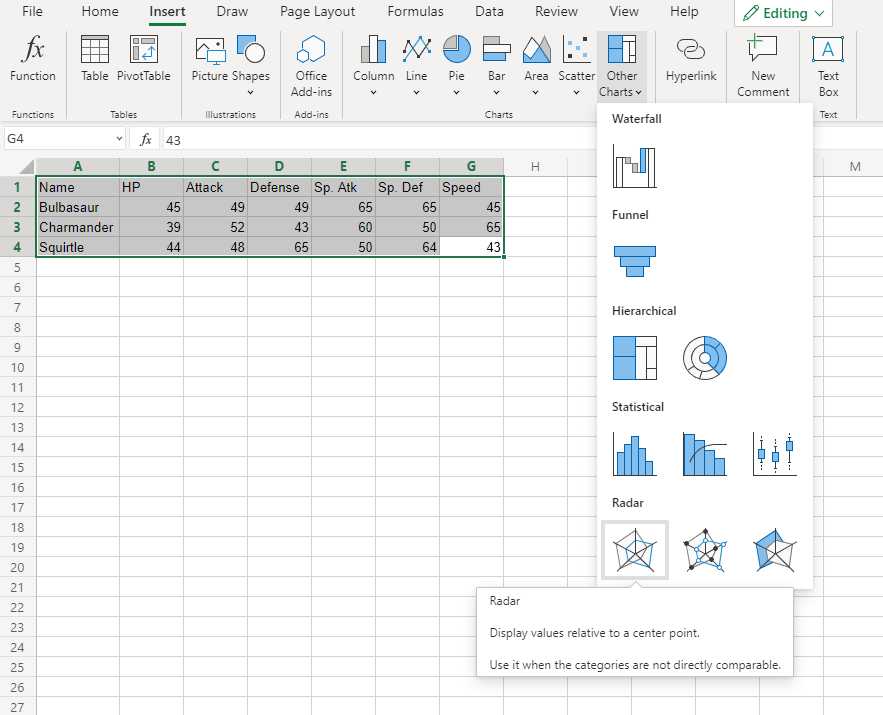 File Home Insert Draw Page Layout Formulas Data Review View Help Editing
Function Table PivotTable Picture Shapes Office Add-ins Column Line Pie Bar Area Scatter Other Charts Hyperlink New Comment A Text Box
Functions Tables Illustrations Add-ins Charts Text
G4 fx 43
A B C D E F G H M
1 Name HP Attack Defense Sp. Atk Sp. Def Speed
2 Bulbasaur 45 49 49 65 65 45
3 Charmander 39 52 43 60 50 65
4 Squirtle 44 48 65 50 64 43
5
6
7
8
9
10
11
12
13
14
15
16
17
18
19
20
21
22
23
24
25
26
27
Waterfall
Funnel
Hierarchical
Statistical
Radar
Radar
Display values relative to a center point.
Use it when the categories are not directly comparable.